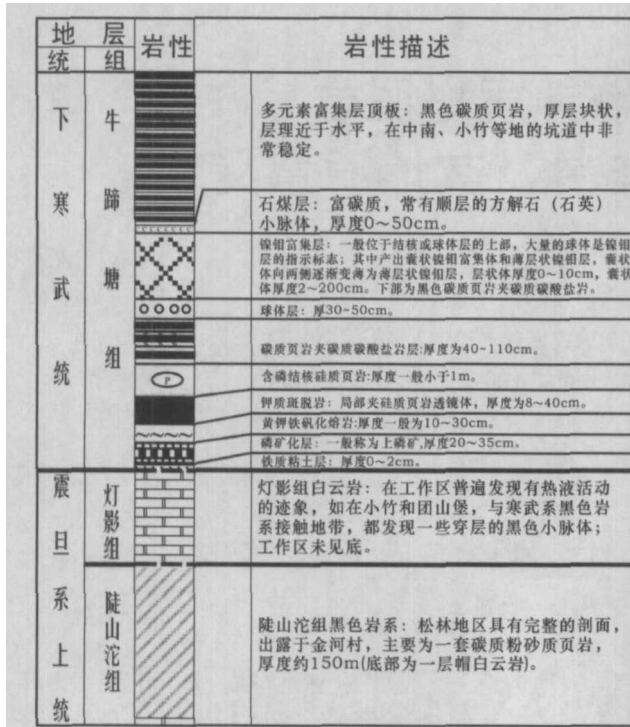 地 层
统 组
岩性
岩性描述
下寒武统
牛蹄塘组
多元素富集层顶板：黑色碳质页岩，厚层块状，
层理近于水平，在中南、小竹等地的坑道中非
常稳定。
石煤层：富碳质，常有顺层的方解石（石英）
小脉体，厚度0～50cm。
镍钼富集层：一般位于结核或球体层的上部，大量的球体是镍钼
层的指示标志；其中产出囊状镍钼富集体和薄层状镍钼层，囊状
体向两侧逐渐变薄为薄层状镍钼层，层状体厚度0～10cm，囊状
体厚度2～200cm。下部为黑色碳质页岩夹碳质碳酸盐岩。
球体层：厚30-50cm。
碳质页岩夹碳质碳酸盐岩层:厚度为40～110cm。
P
含磷结核硅质页岩:厚度一般小于1m。
钾质斑脱岩：局部夹硅质页岩透镜体，厚度为8～40cm。
黄钾铁矾化熔岩:厚度一般为10～30cm。
磷矿化层：一般称为上磷矿,厚度20～35cm。
铁质粘土层：厚度0～2cm。
震旦系上统
灯影组
灯影组白云岩：在工作区普遍发现有热液活动
的迹象，如在小竹和团山堡，与寒武系黑色岩
系接触地带，都发现一些穿层的黑色小脉体；
工作区未见底。
陡山沱组
陡山沱组黑色岩系：松林地区具有完整的剖面，
出露于金河村，主要为一套碳质粉砂质页岩，
厚度约150m(底部为一层帽白云岩)。